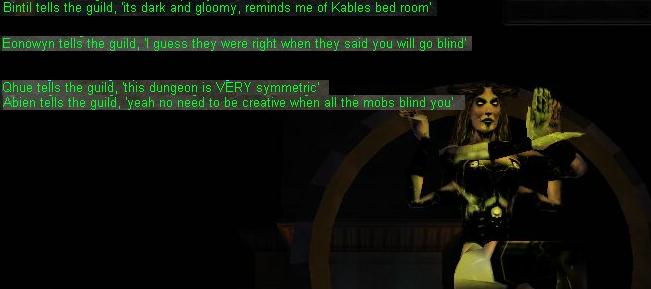 Bintil tells the guild, 'its dark and gloomy, reminds me of Kables bed room'
Eonowyn tells the guild, 'I guess they were right when they said you will go blind'
Qhue tells the guild, 'this dungeon is VERY symmetric'
Abien tells the guild, 'yeah no need to be creative when all the mobs blind you'